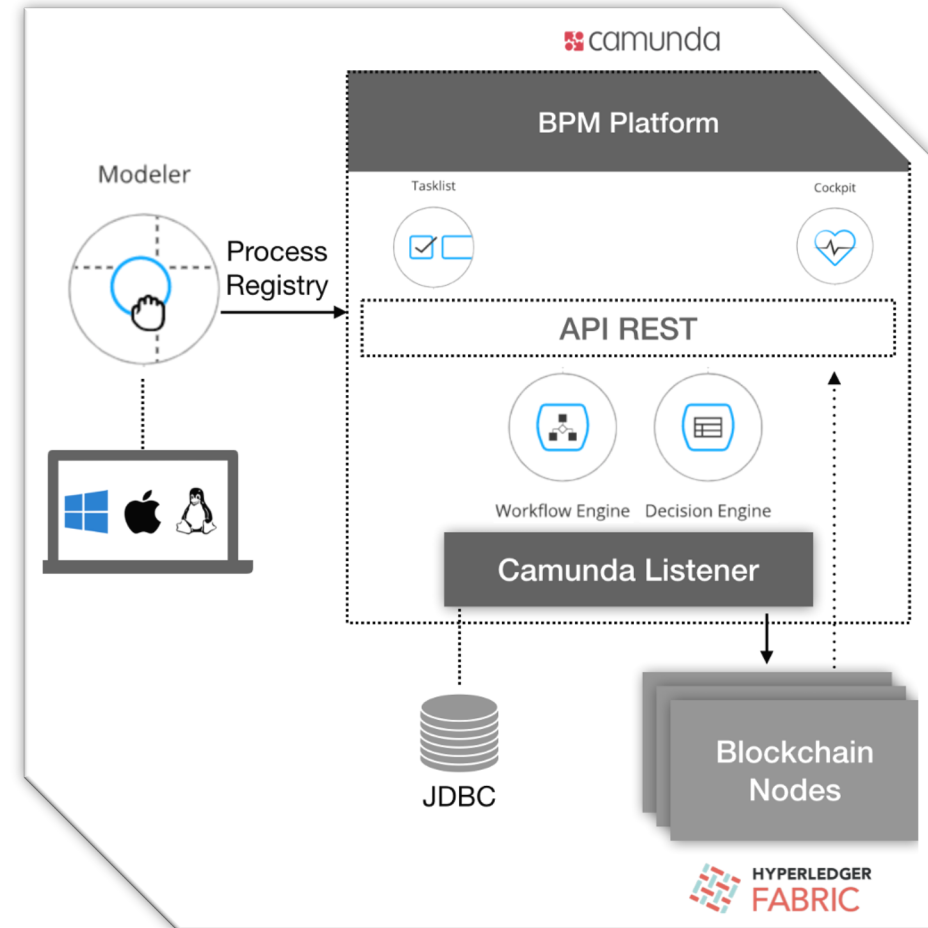 camunda
BPM Platform
Modeler
Tasklist
Cockpit
Process
Registry
API REST
Workflow Engine
Decision Engine
Camunda Listener
Blockchain
Nodes
JDBC
HYPERLEDGER
FABRIC